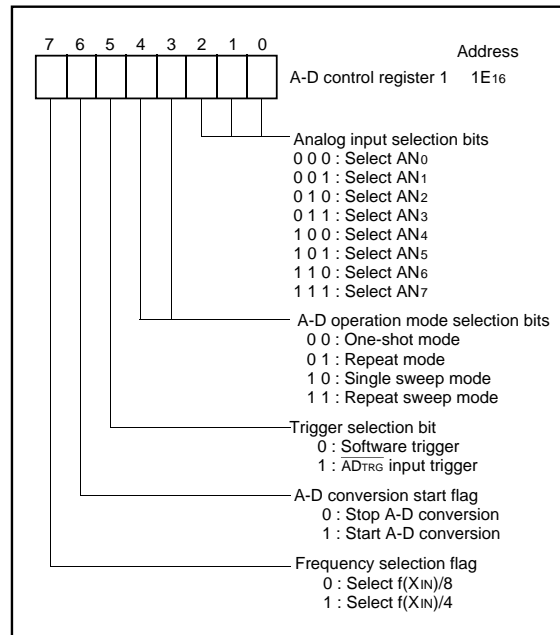 7 6 5 4 3 2 1 0
Address
A-D control register 1 1E16
Analog input selection bits
0 0 0 : Select AN0
0 0 1 : Select AN1
0 1 0 : Select AN2
0 1 1 : Select AN3
1 0 0 : Select AN4
1 0 1 : Select AN5
1 1 0 : Select AN6
1 1 1 : Select AN7
A-D operation mode selection bits
0 0 : One-shot mode
0 1 : Repeat mode
1 0 : Single sweep mode
1 1 : Repeat sweep mode
Trigger selection bit
0 : Software trigger
1 : ADTRG input trigger
A-D conversion start flag
0 : Stop A-D conversion
1 : Start A-D conversion
Frequency selection flag
0 : Select f(XIN)/8
1 : Select f(XIN)/4